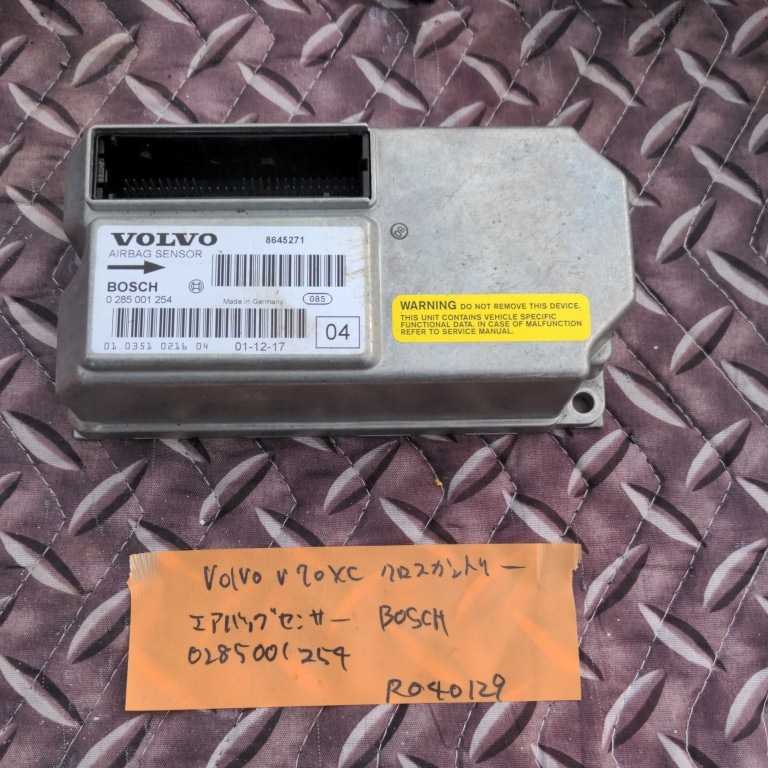 VOLVO 8645271
AIRBAG SENSOR
BOSCH
0 285 001 254 Made in Germany 085
04
01 0351 0216 04 01-12-17
WARNING DO NOT REMOVE THIS DEVICE.
THIS UNIT CONTAINS VEHICLE SPECIFIC
FUNCTIONAL DATA. IN CASE OF MALFUNCTION
REFER TO SERVICE MANUAL.
Volvo V70XC クロスカントリー
エアバッグセンサー BOSCH
0285001254
R040129